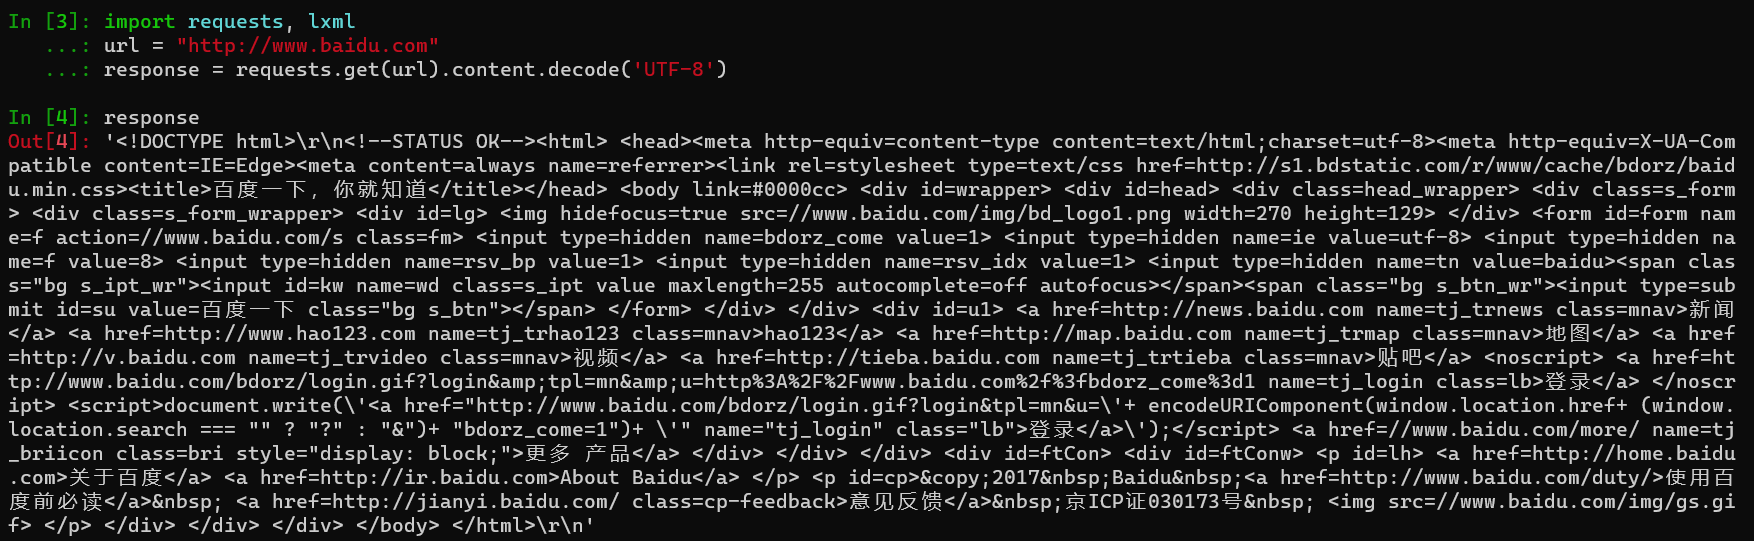 In [3]: import requests, lxml
   ...: url = "http://www.baidu.com"
   ...: response = requests.get(url).content.decode('UTF-8')
In [4]: response
Out[4]: '<!DOCTYPE html>\r\n<!--STATUS OK--><html> <head><meta http-equiv=content-type content=text/html;charset=utf-8><meta http-equiv=X-UA-Com
patible content=IE=Edge><meta content=always name=referrer><link rel=stylesheet type=text/css href=http://s1.bdstatic.com/r/www/cache/bdorz/baid
u.min.css><title>百度一下，你就知道</title></head> <body link=#0000cc> <div id=wrapper> <div id=head> <div class=head_wrapper> <div class=s_form
> <div class=s_form_wrapper> <div id=lg> <img hidefocus=true src=//www.baidu.com/img/bd_logo1.png width=270 height=129> </div> <form id=form nam
e=f action=//www.baidu.com/s class=fm> <input type=hidden name=bdorz_come value=1> <input type=hidden name=ie value=utf-8> <input type=hidden na
me=f value=8> <input type=hidden name=rsv_bp value=1> <input type=hidden name=rsv_idx value=1> <input type=hidden name=tn value=baidu><span clas
s="bg s_ipt_wr"><input id=kw name=wd class=s_ipt value maxlength=255 autocomplete=off autofocus></span><span class="bg s_btn_wr"><input type=sub
mit id=su value=百度一下 class="bg s_btn"></span> </form> </div> </div> <div id=u1> <a href=http://news.baidu.com name=tj_trnews class=mnav>新闻
</a> <a href=http://www.hao123.com name=tj_trhao123 class=mnav>hao123</a> <a href=http://map.baidu.com name=tj_trmap class=mnav>地图</a> <a href
=http://v.baidu.com name=tj_trvideo class=mnav>视频</a> <a href=http://tieba.baidu.com name=tj_trtieba class=mnav>贴吧</a> <noscript> <a href=ht
tp://www.baidu.com/bdorz/login.gif?login&amp;tpl=mn&amp;u=http%3A%2F%2Fwww.baidu.com%2f%3fbdorz_come%3d1 name=tj_login class=lb>登录</a> </noscr
ipt> <script>document.write(\'<a href="http://www.baidu.com/bdorz/login.gif?login&tpl=mn&u=\'+ encodeURIComponent(window.location.href+ (window.
location.search === "" ? "?" : "&")+ "bdorz_come=1")+ \'" name="tj_login" class="lb">登录</a>\');</script> <a href=//www.baidu.com/more/ name=tj
_briicon class=bri style="display: block;">更多 产品</a> </div> </div> </div> <div id=ftCon> <div id=ftConw> <p id=lh> <a href=http://home.baidu
.com>关于百度</a> <a href=http://ir.baidu.com>About Baidu</a> </p> <p id=cp>&copy;2017&nbsp;Baidu&nbsp;<a href=http://www.baidu.com/duty/>使用百
度前必读</a>&nbsp; <a href=http://jianyi.baidu.com/ class=cp-feedback>意见反馈</a>&nbsp;京ICP证030173号&nbsp; <img src=//www.baidu.com/img/gs.gi
f> </p> </div> </div> </div> </body> </html>\r\n'